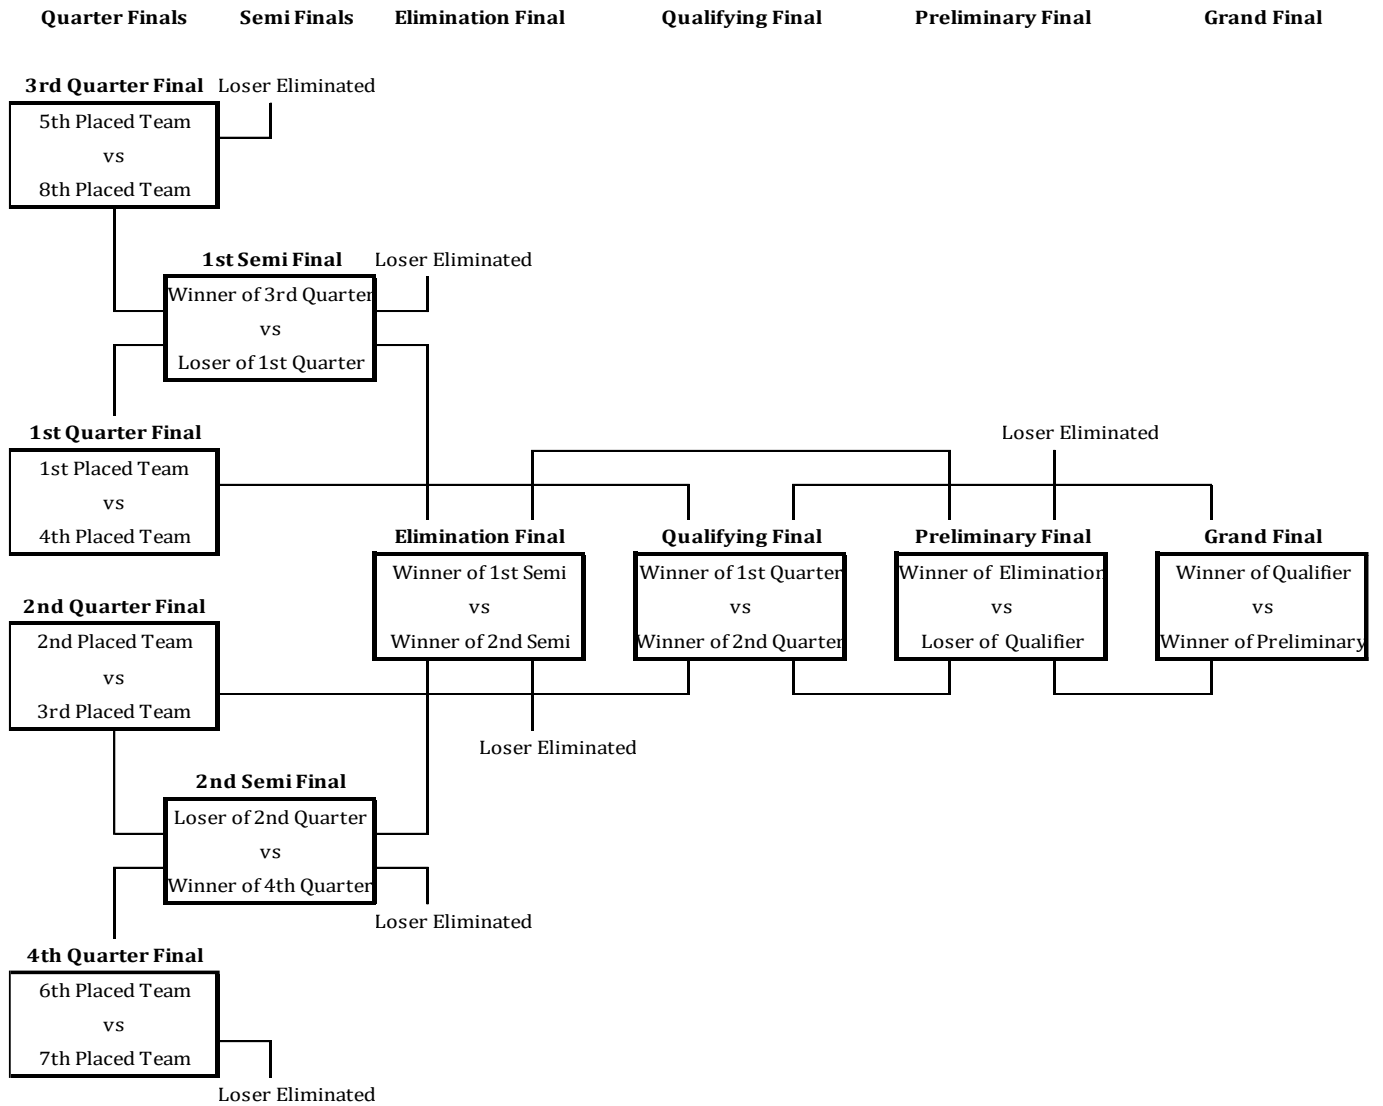 Quarter Finals
Semi Finals
Elimination Final
Qualifying Final
Preliminary Final
Grand Final
3rd Quarter Final
Loser Eliminated
5th Placed Team
vs
8th Placed Team
1st Semi Final
Loser Eliminated
Winner of 3rd Quarter
vs
Loser of 1st Quarter
1st Quarter Final
1st Placed Team
vs
4th Placed Team
Loser Eliminated
Elimination Final
Winner of 1st Semi
vs
Winner of 2nd Semi
Loser Eliminated
Qualifying Final
Winner of 1st Quarter
vs
Winner of 2nd Quarter
Preliminary Final
Winner of Elimination
vs
Loser of Qualifier
Grand Final
Winner of Qualifier
vs
Winner of Preliminary
2nd Quarter Final
2nd Placed Team
vs
3rd Placed Team
2nd Semi Final
Loser of 2nd Quarter
vs
Winner of 4th Quarter
Loser Eliminated
4th Quarter Final
6th Placed Team
vs
7th Placed Team
Loser Eliminated